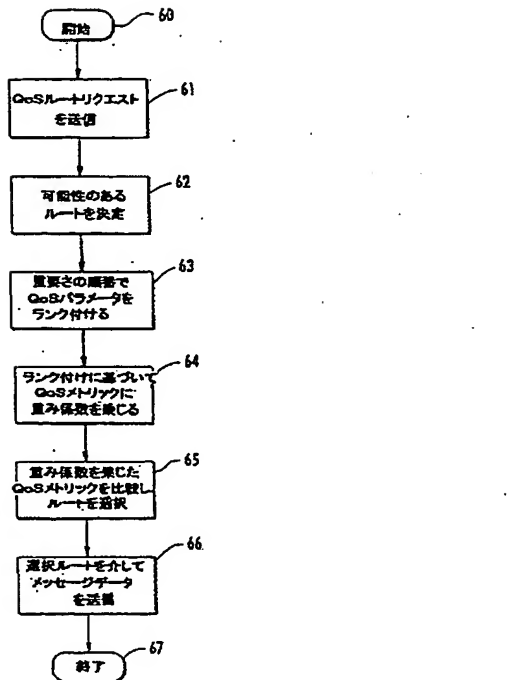 開始
60
QoSルートリクエスト
を送信
61
可能性のある
ルートを決定
62
重要さの順番で
QoSパラメータを
ランク付ける
63
ランク付けに基づいて
QoSメトリックに
重み係数を乗じる
64
重み係数を乗じた
QoSメトリックを比較し
ルートを選択
65
選択ルートを介して
メッセージデータ
を送信
66
終了
67